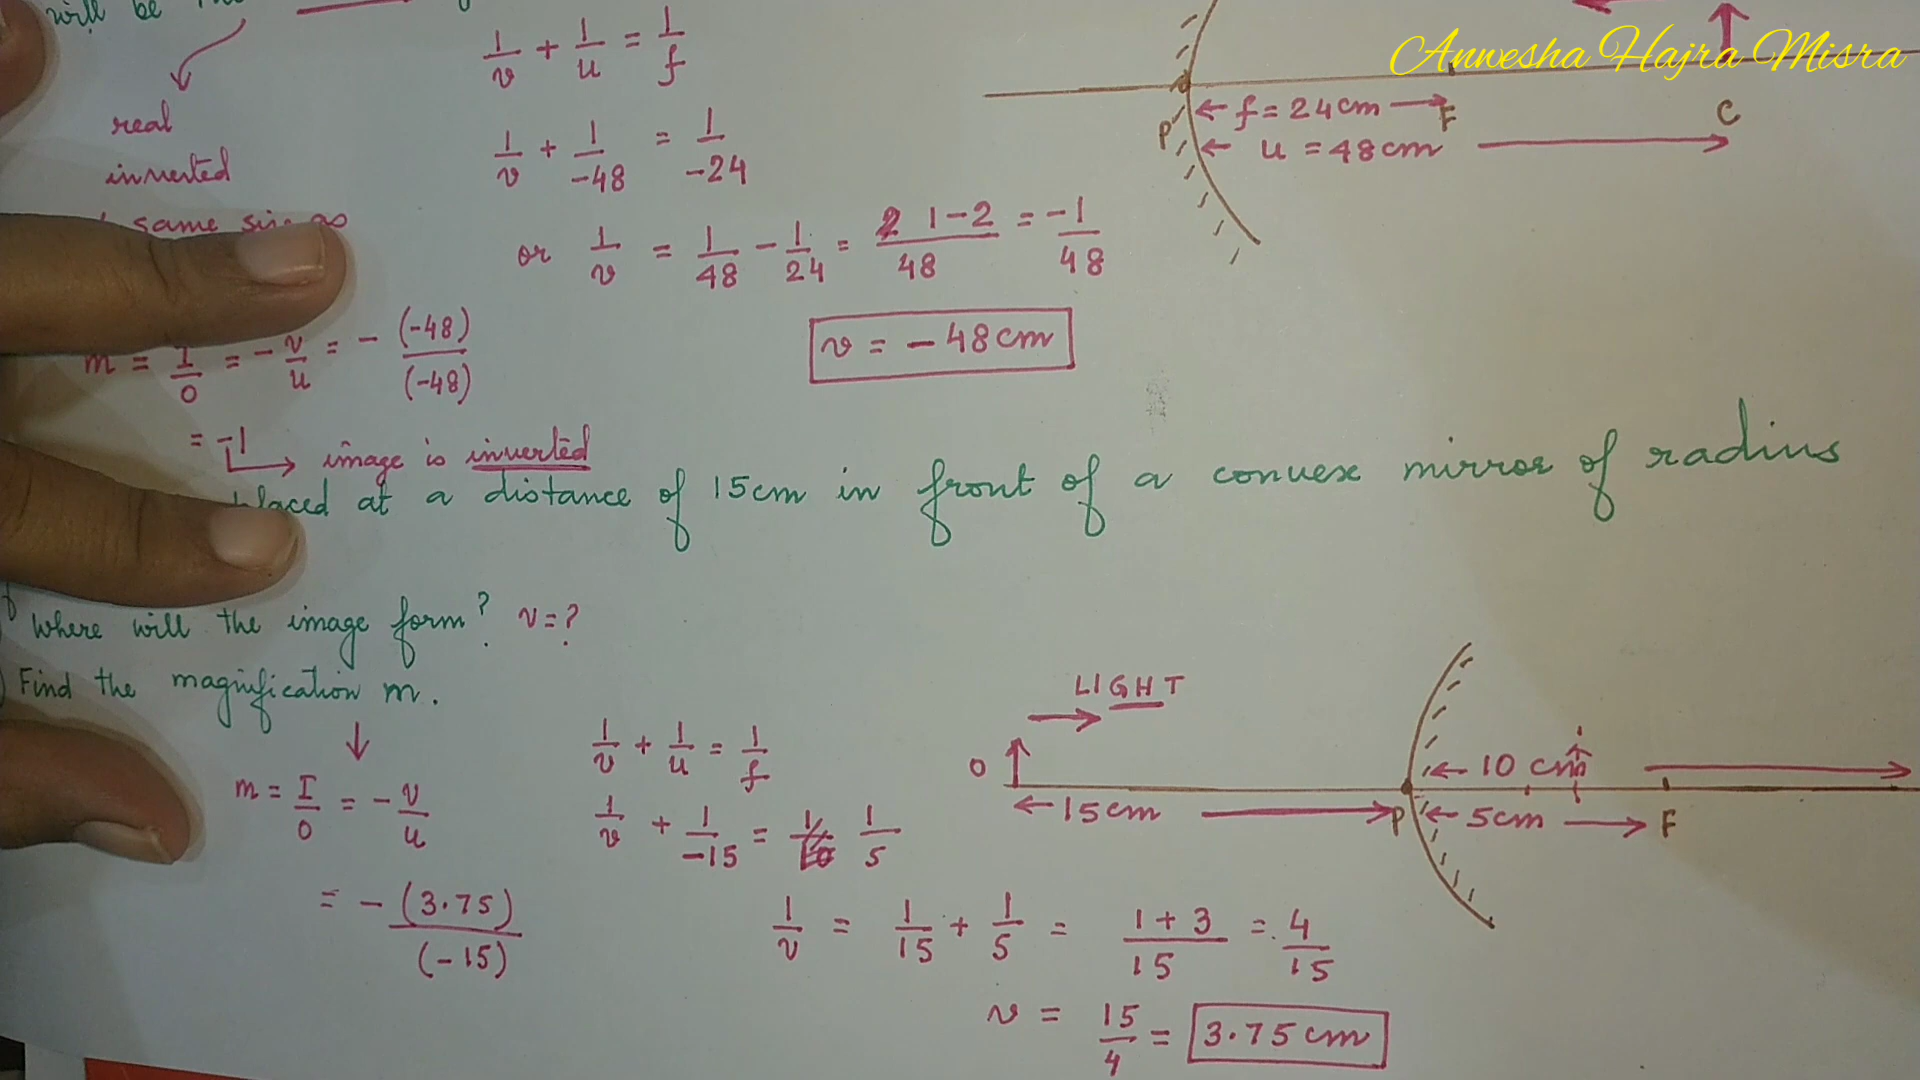 will be
real
inverted
same size as
1/v + 1/u = 1/f
1/v + 1/-48 = 1/-24
or 1/v = 1/48 - 1/24 = 1-2/48 = -1/48
v = -48cm
m = I/O = -v/u = -(-48)/(-48)
= -1 → image is inverted
P ← f = 24cm → F
← u = 48cm → C
Anwesha Hajra Misra
placed at a distance of 15cm in front of a convex mirror of radius
Where will the image form? v = ?
Find the magnification m.
m = I/O = -v/u
= -(3.75)/(-15)
1/v + 1/u = 1/f
1/v + 1/-15 = 1/5
1/v = 1/15 + 1/5 = 1+3/15 = 4/15
v = 15/4 = 3.75cm
LIGHT
O
← 15cm → P
← 10 cm →
← 5cm → F